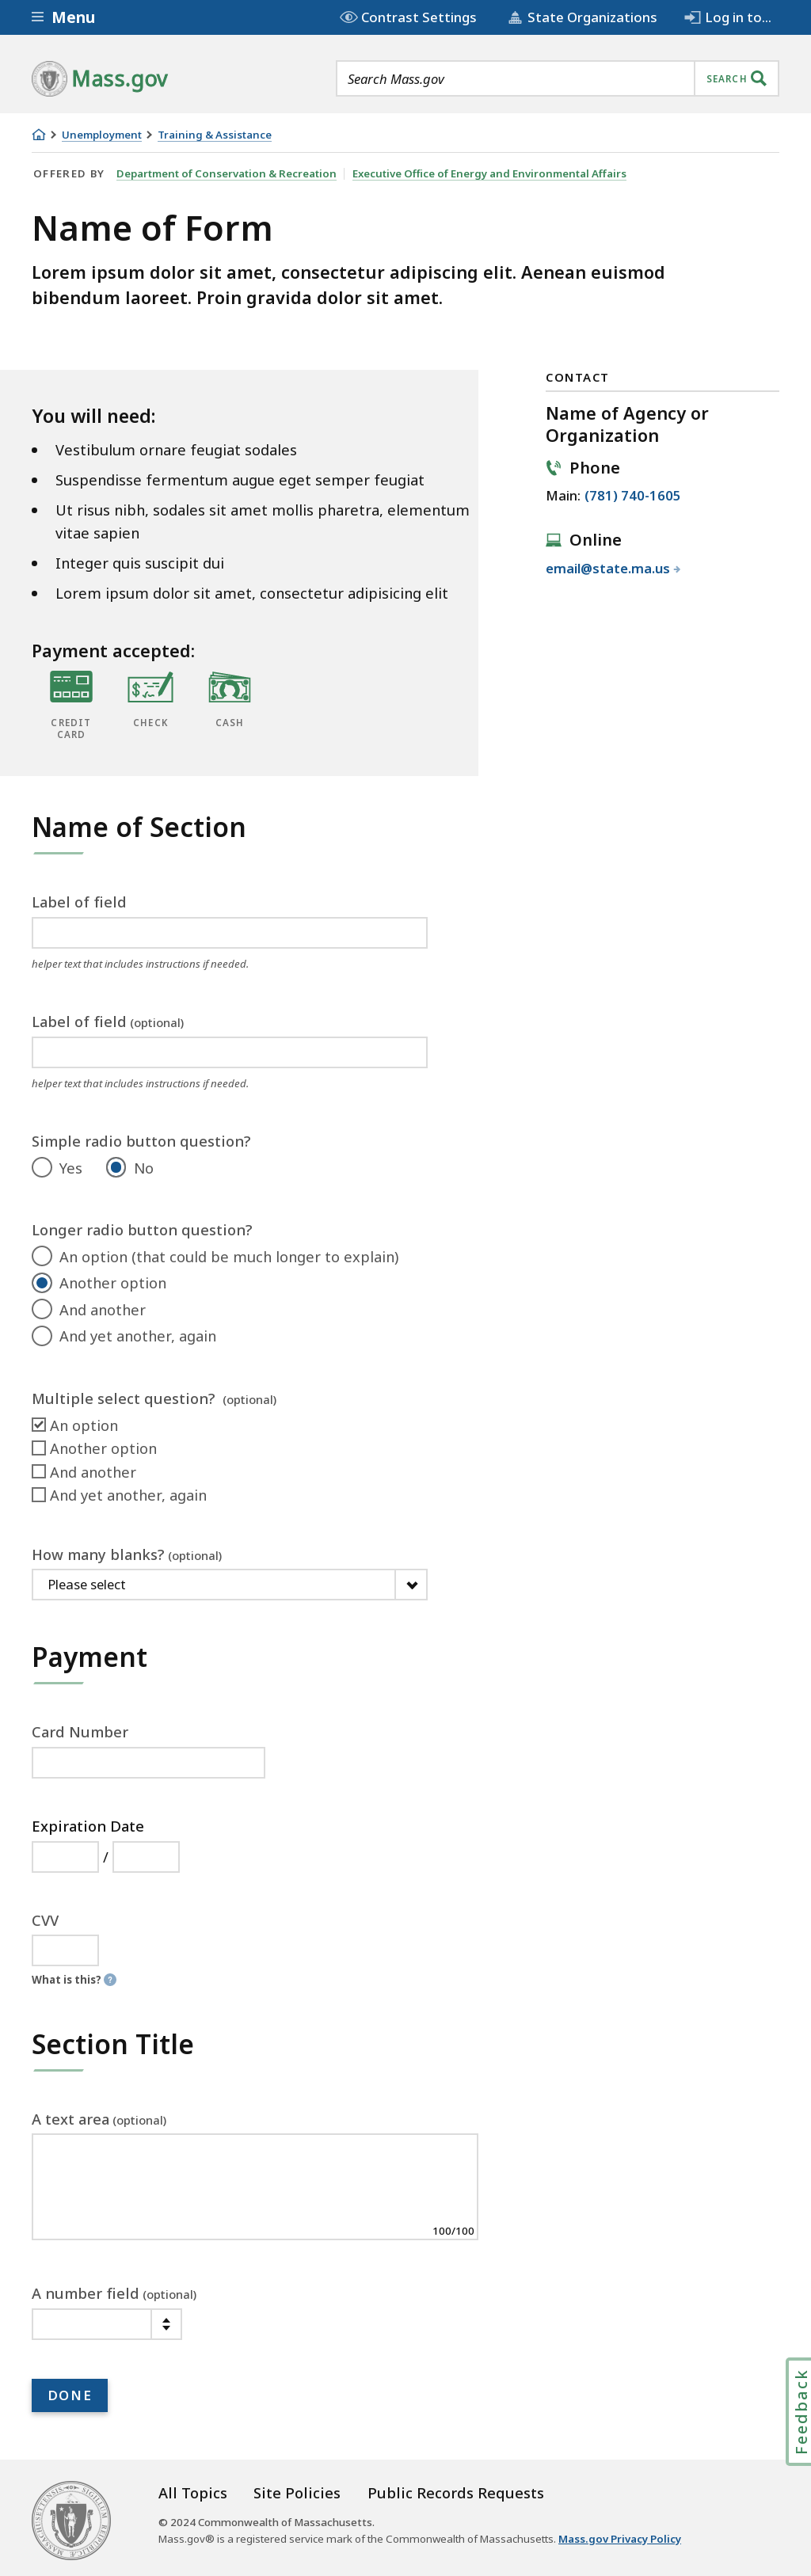 Menu
Contrast Settings
State Organizations
Log in to...
Mass.gov
Search Mass.gov
SEARCH
Unemployment
Training & Assistance
OFFERED BY
Department of Conservation & Recreation
Executive Office of Energy and Environmental Affairs
Name of Form
Lorem ipsum dolor sit amet, consectetur adipiscing elit. Aenean euismod
bibendum laoreet. Proin gravida dolor sit amet.
You will need:
Vestibulum ornare feugiat sodales
Suspendisse fermentum augue eget semper feugiat
Ut risus nibh, sodales sit amet mollis pharetra, elementum
vitae sapien
Integer quis suscipit dui
Lorem ipsum dolor sit amet, consectetur adipisicing elit
Payment accepted:
CREDIT
CARD
CHECK
CASH
CONTACT
Name of Agency or
Organization
Phone
Main: (781) 740-1605
Online
email@state.ma.us
Name of Section
Label of field
helper text that includes instructions if needed.
Label of field (optional)
helper text that includes instructions if needed.
Simple radio button question?
Yes
No
Longer radio button question?
An option (that could be much longer to explain)
Another option
And another
And yet another, again
Multiple select question? (optional)
An option
Another option
And another
And yet another, again
How many blanks? (optional)
Please select
Payment
Card Number
Expiration Date
/
CVV
What is this? ?
Section Title
A text area (optional)
100/100
A number field (optional)
DONE
Feedback
All Topics
Site Policies
Public Records Requests
© 2024 Commonwealth of Massachusetts.
Mass.gov® is a registered service mark of the Commonwealth of Massachusetts. Mass.gov Privacy Policy